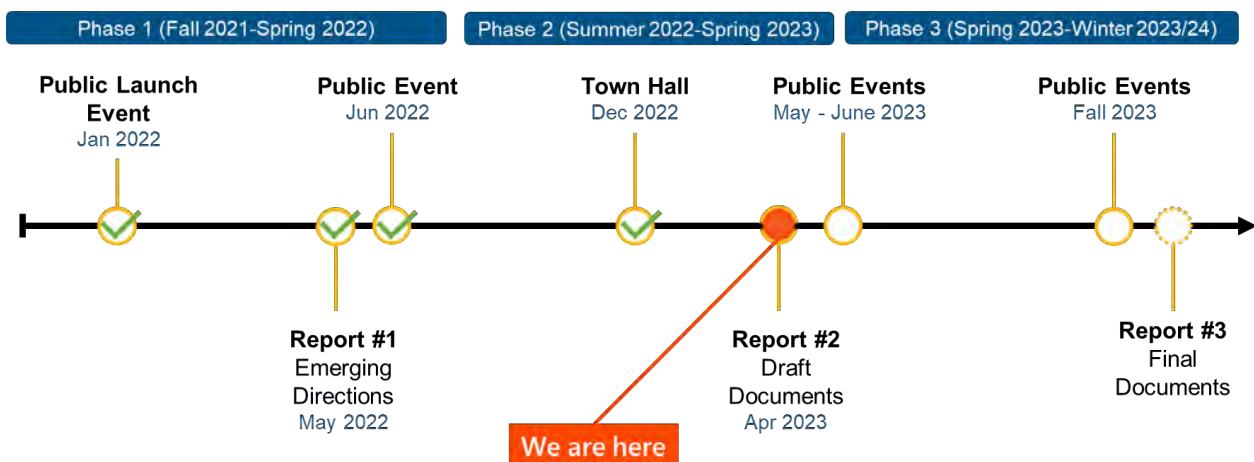 Phase 1 (Fall 2021-Spring 2022)
Phase 2 (Summer 2022-Spring 2023)
Phase 3 (Spring 2023-Winter 2023/24)
Public Launch
Event
Jan 2022
Public Event
Jun 2022
Town Hall
Dec 2022
Public Events
May - June 2023
Public Events
Fall 2023
Report #1
Emerging
Directions
May 2022
Report #2
Draft
Documents
Apr 2023
Report #3
Final
Documents
We are here